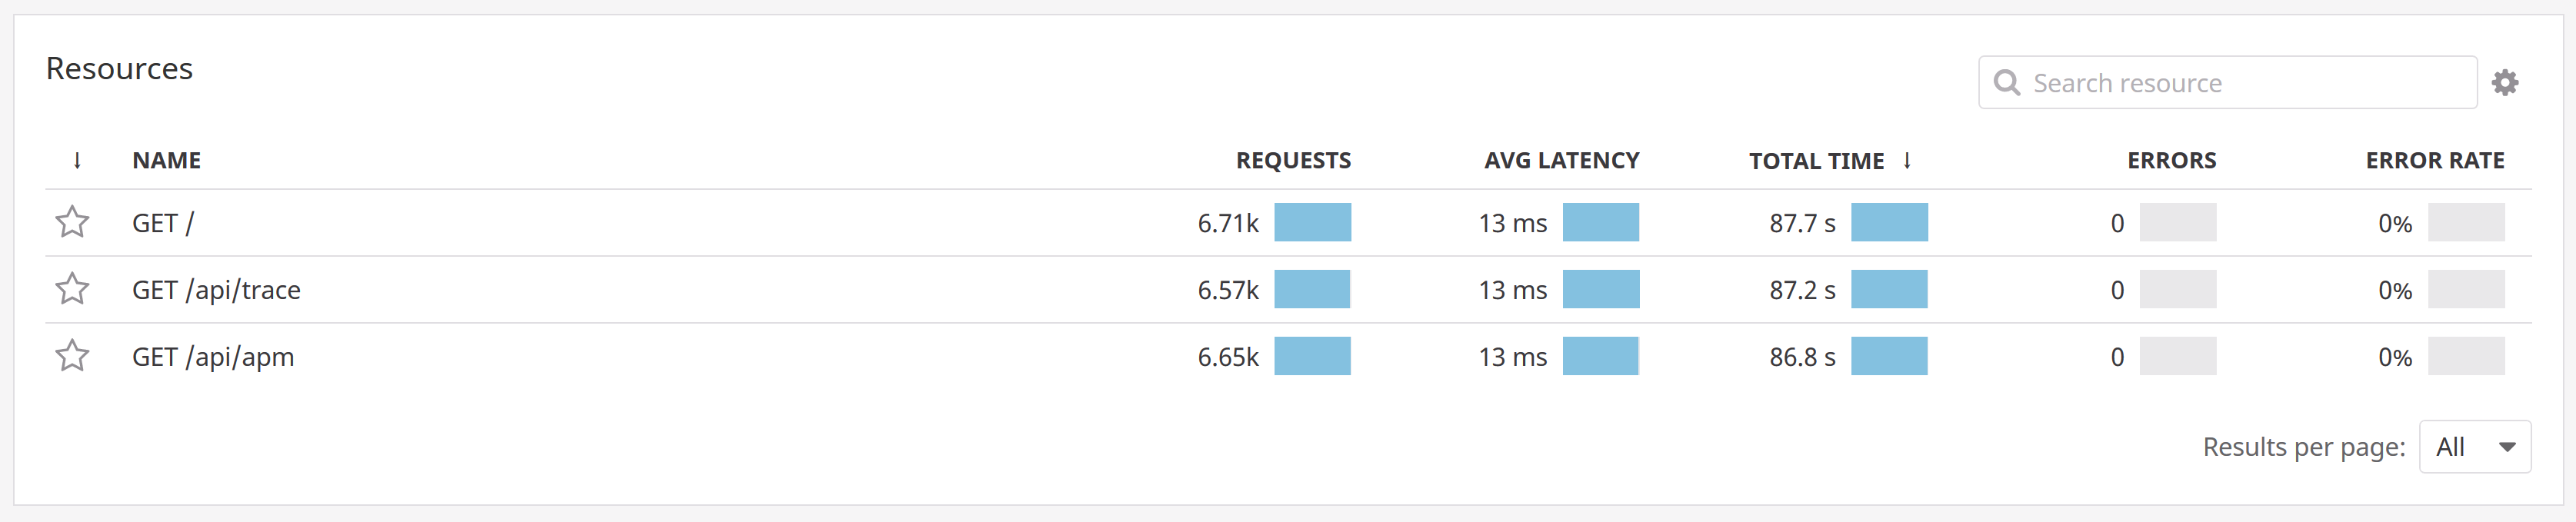 Resources
Search resource
↓ NAME REQUESTS AVG LATENCY TOTAL TIME ↓ ERRORS ERROR RATE
GET / 6.71k 13 ms 87.7 s 0 0%
GET /api/trace 6.57k 13 ms 87.2 s 0 0%
GET /api/apm 6.65k 13 ms 86.8 s 0 0%
Results per page: All